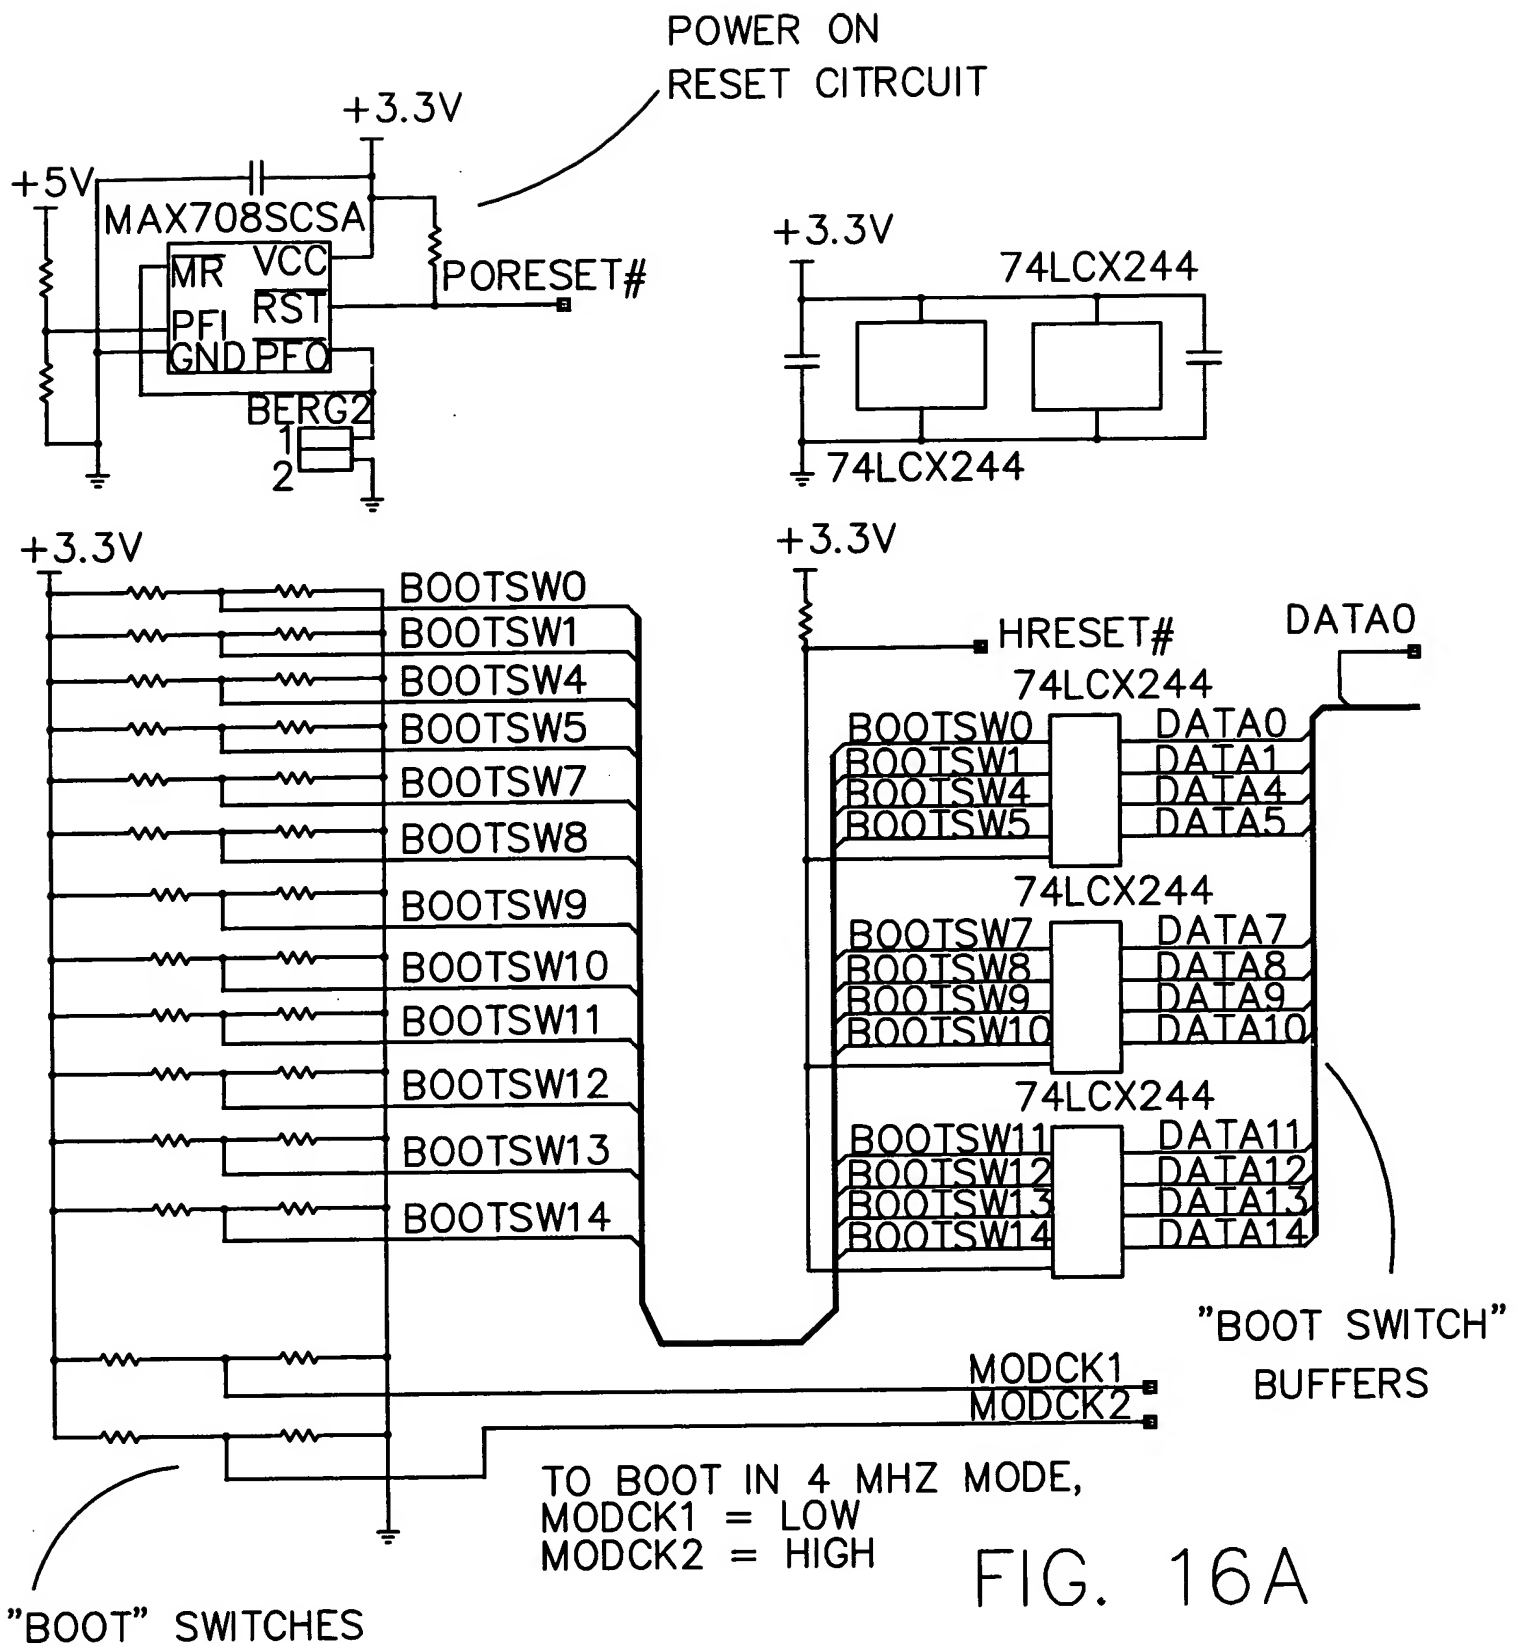 POWER ON
RESET CITRCUIT
+3.3V
+5V
MAX708SCSA
MR VCC
RST
PFI
GND PFO
PORESET#
BERG2
1
2
+3.3V
74LCX244
74LCX244
+3.3V
BOOTSW0
BOOTSW1
BOOTSW4
BOOTSW5
BOOTSW7
BOOTSW8
BOOTSW9
BOOTSW10
BOOTSW11
BOOTSW12
BOOTSW13
BOOTSW14
+3.3V
HRESET#
DATA0
74LCX244
BOOTSW0 DATA0
BOOTSW1 DATA1
BOOTSW4 DATA4
BOOTSW5 DATA5
74LCX244
BOOTSW7 DATA7
BOOTSW8 DATA8
BOOTSW9 DATA9
BOOTSW10 DATA10
74LCX244
BOOTSW11 DATA11
BOOTSW12 DATA12
BOOTSW13 DATA13
BOOTSW14 DATA14
"BOOT SWITCH"
BUFFERS
MODCK1
MODCK2
TO BOOT IN 4 MHZ MODE,
MODCK1 = LOW
MODCK2 = HIGH
"BOOT" SWITCHES
FIG. 16A